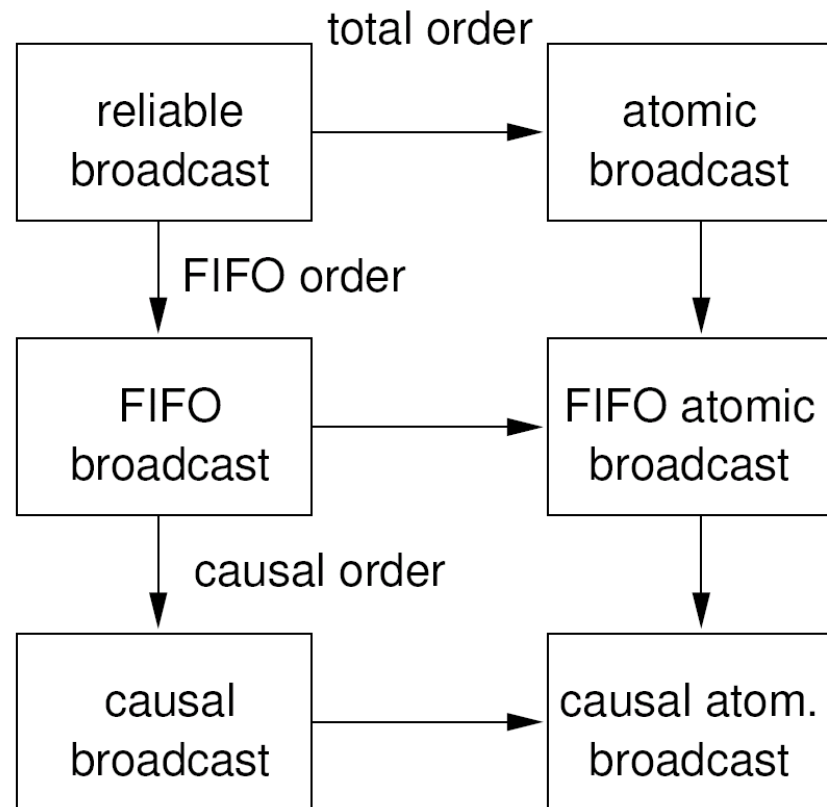 total order
reliable
broadcast
atomic
broadcast
FIFO order
FIFO
broadcast
FIFO atomic
broadcast
causal order
causal
broadcast
causal atom.
broadcast